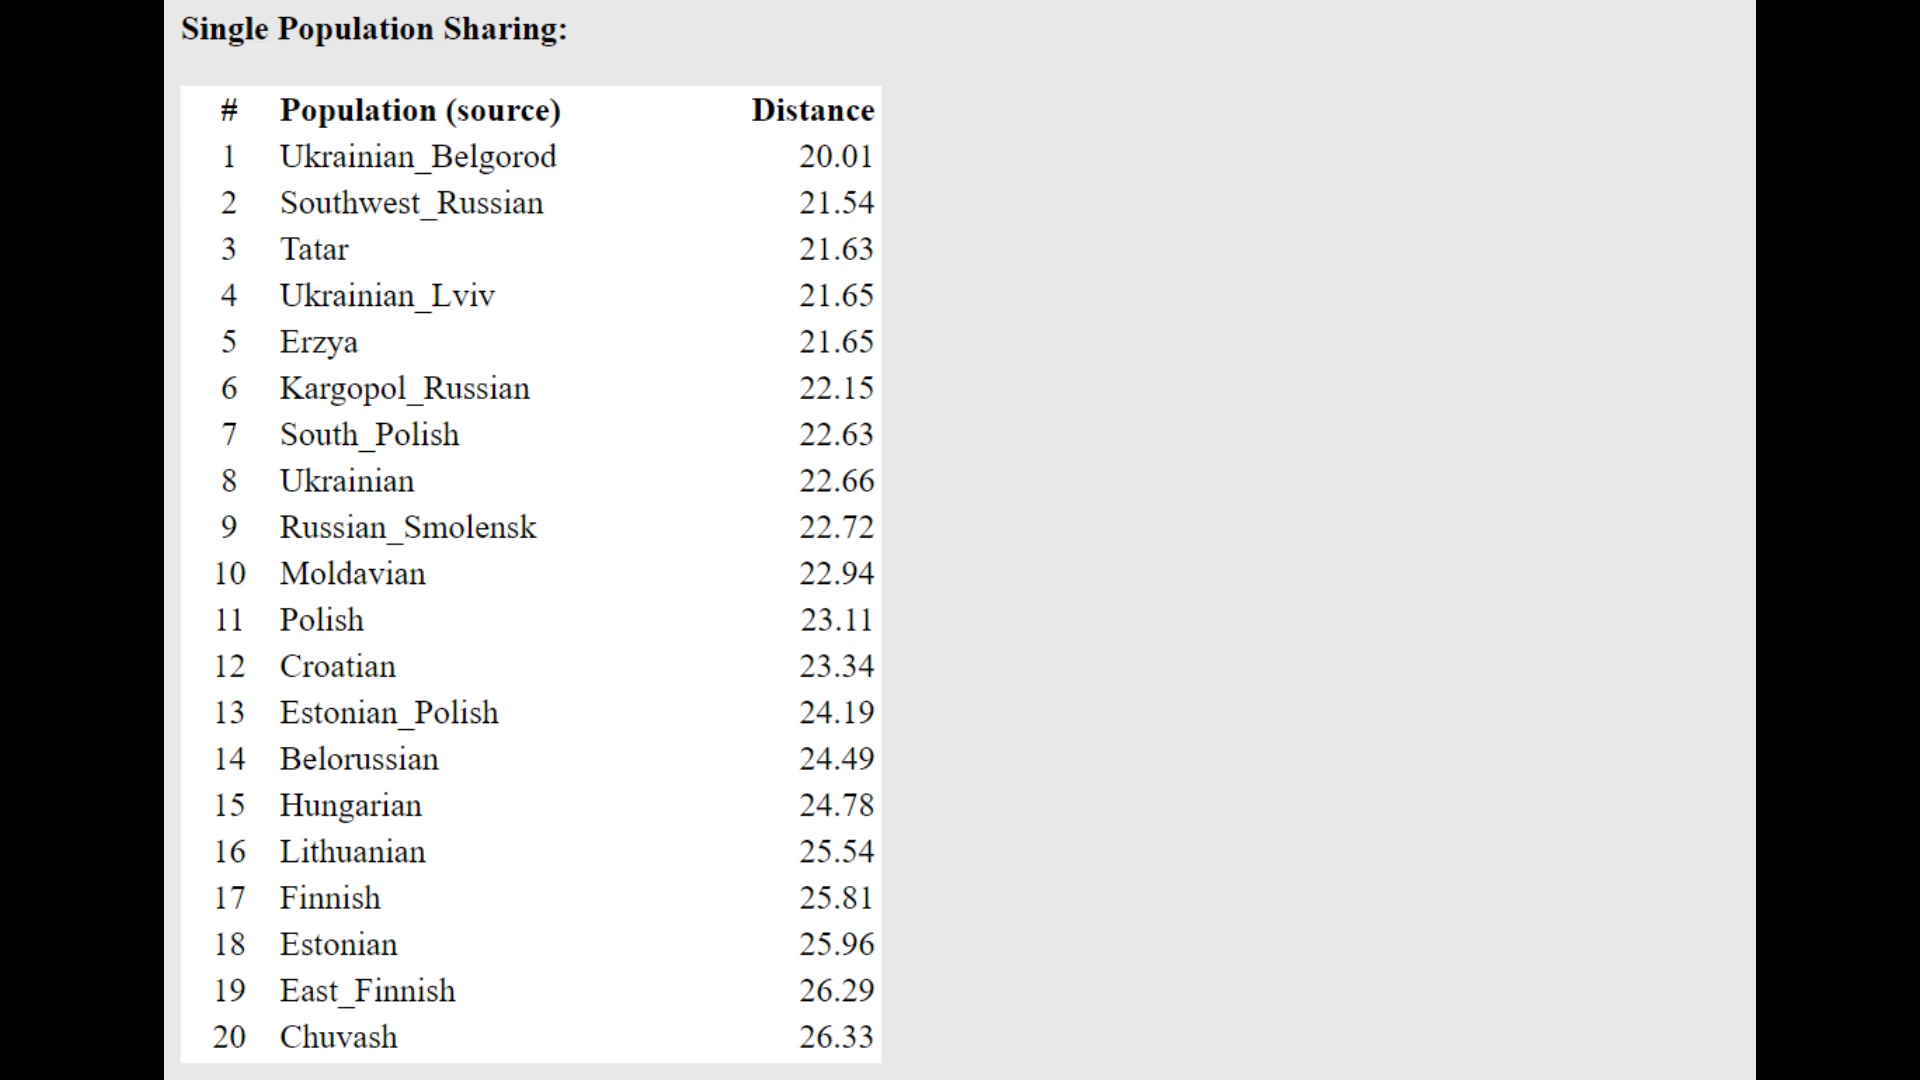 Single Population Sharing:
# Population (source) Distance
1 Ukrainian_Belgorod 20.01
2 Southwest_Russian 21.54
3 Tatar 21.63
4 Ukrainian_Lviv 21.65
5 Erzya 21.65
6 Kargopol_Russian 22.15
7 South_Polish 22.63
8 Ukrainian 22.66
9 Russian_Smolensk 22.72
10 Moldavian 22.94
11 Polish 23.11
12 Croatian 23.34
13 Estonian_Polish 24.19
14 Belorussian 24.49
15 Hungarian 24.78
16 Lithuanian 25.54
17 Finnish 25.81
18 Estonian 25.96
19 East_Finnish 26.29
20 Chuvash 26.33